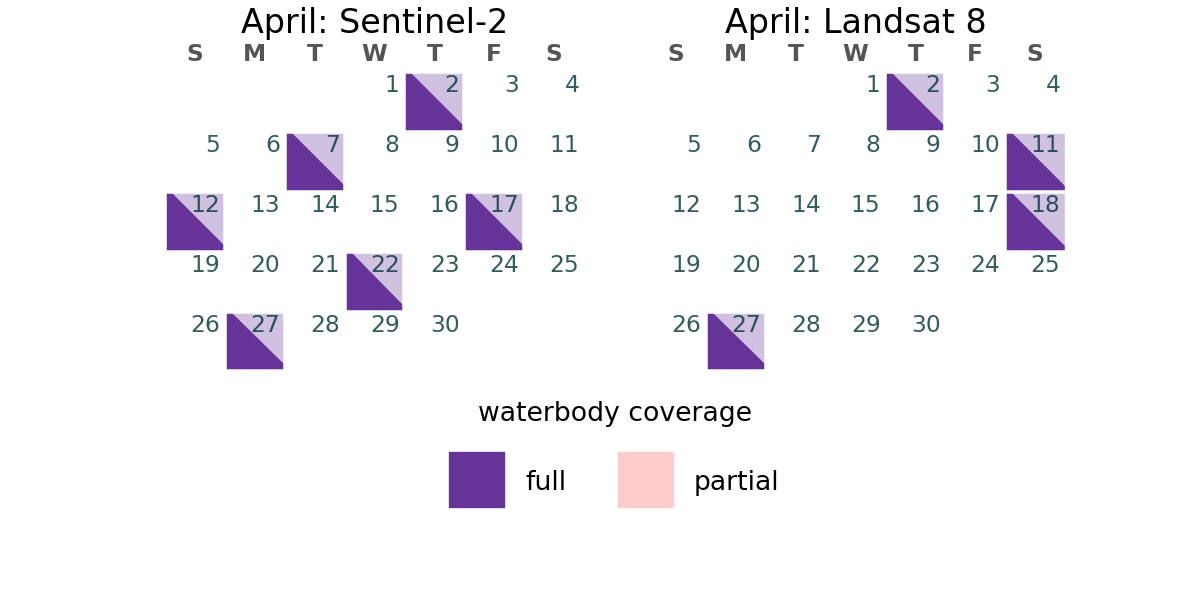 April: Sentinel-2
S M T W T F S
1 2 3 4
5 6 7 8 9 10 11
12 13 14 15 16 17 18
19 20 21 22 23 24 25
26 27 28 29 30
April: Landsat 8
S M T W T F S
1 2 3 4
5 6 7 8 9 10 11
12 13 14 15 16 17 18
19 20 21 22 23 24 25
26 27 28 29 30
waterbody coverage
full partial